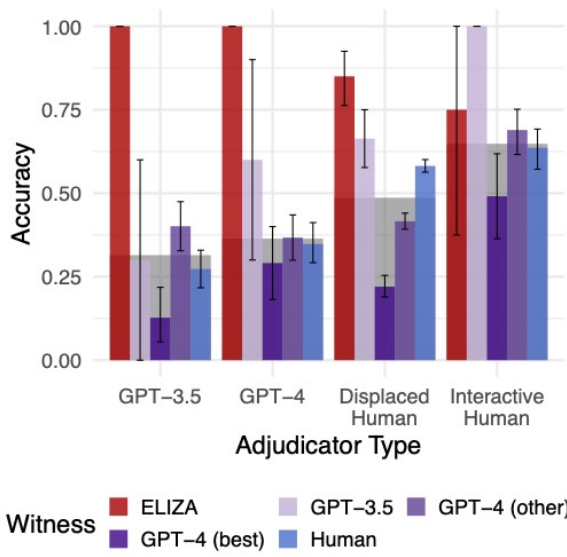 1.00
0.75
0.50
0.25
0.00
Accuracy
GPT−3.5
GPT−4
Displaced
Human
Interactive
Human
Adjudicator Type
Witness
ELIZA
GPT−3.5
GPT−4 (other)
GPT−4 (best)
Human